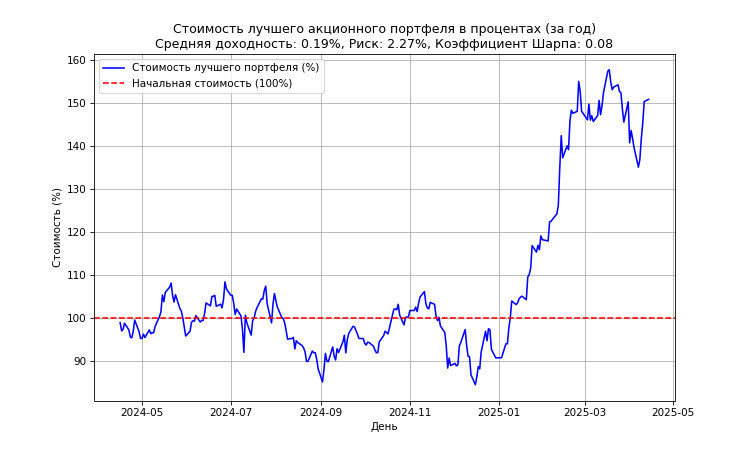 Стоимость лучшего акционного портфеля в процентах (за год)
Средняя доходность: 0.19%, Риск: 2.27%, Коэффициент Шарпа: 0.08
Стоимость лучшего портфеля (%)
Начальная стоимость (100%)
Стоимость (%)
160
150
140
130
120
110
100
90
2024-05
2024-07
2024-09
2024-11
2025-01
2025-03
2025-05
День